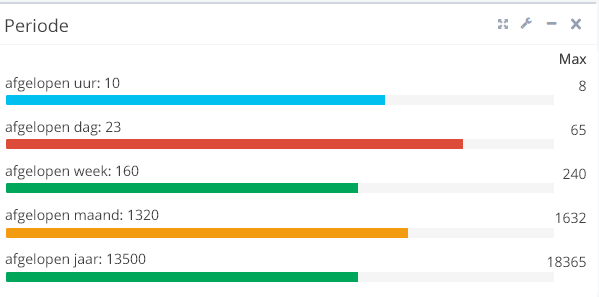 Periode
Max
afgelopen uur: 10
8
afgelopen dag: 23
65
afgelopen week: 160
240
afgelopen maand: 1320
1632
afgelopen jaar: 13500
18365